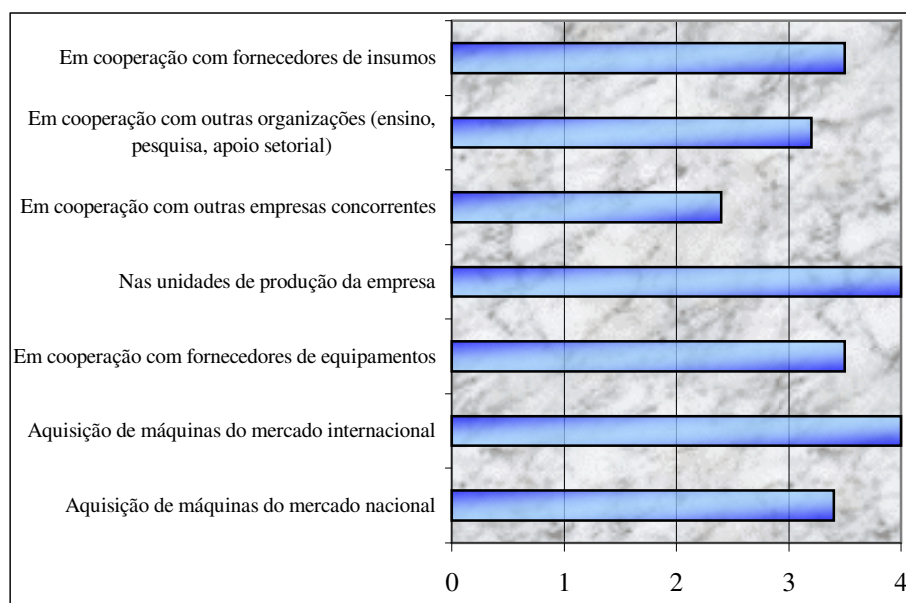 Em cooperação com fornecedores de insumos
Em cooperação com outras organizações (ensino,
pesquisa, apoio setorial)
Em cooperação com outras empresas concorrentes
Nas unidades de produção da empresa
Em cooperação com fornecedores de equipamentos
Aquisição de máquinas do mercado internacional
Aquisição de máquinas do mercado nacional
0 1 2 3 4